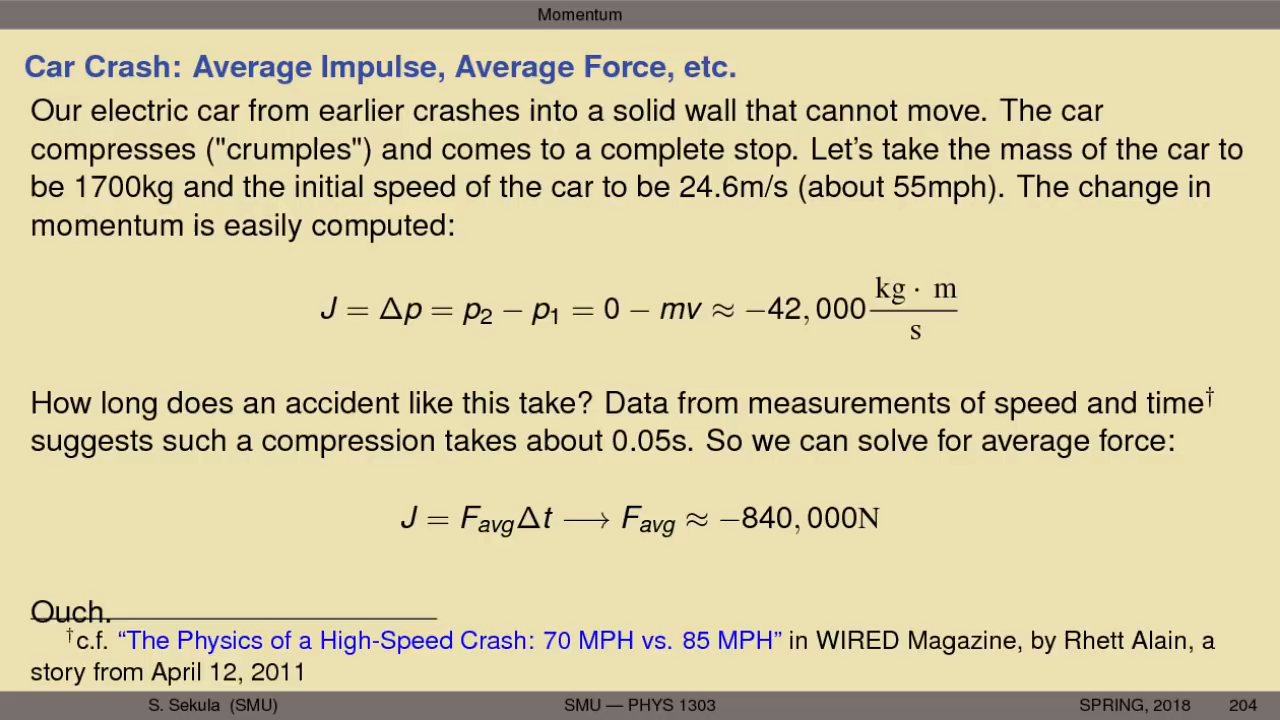 Momentum
Car Crash: Average Impulse, Average Force, etc.
Our electric car from earlier crashes into a solid wall that cannot move. The car
compresses ("crumples") and comes to a complete stop. Let's take the mass of the car to
be 1700kg and the initial speed of the car to be 24.6m/s (about 55mph). The change in
momentum is easily computed:
J = Δp = p₂ − p₁ = 0 − mv ≈ −42, 000 kg · m / s
How long does an accident like this take? Data from measurements of speed and time†
suggests such a compression takes about 0.05s. So we can solve for average force:
J = F_avg Δt ⟶ F_avg ≈ −840, 000N
Ouch.
†c.f. “The Physics of a High-Speed Crash: 70 MPH vs. 85 MPH” in WIRED Magazine, by Rhett Alain, a
story from April 12, 2011
S. Sekula (SMU) SMU — PHYS 1303 SPRING, 2018 204